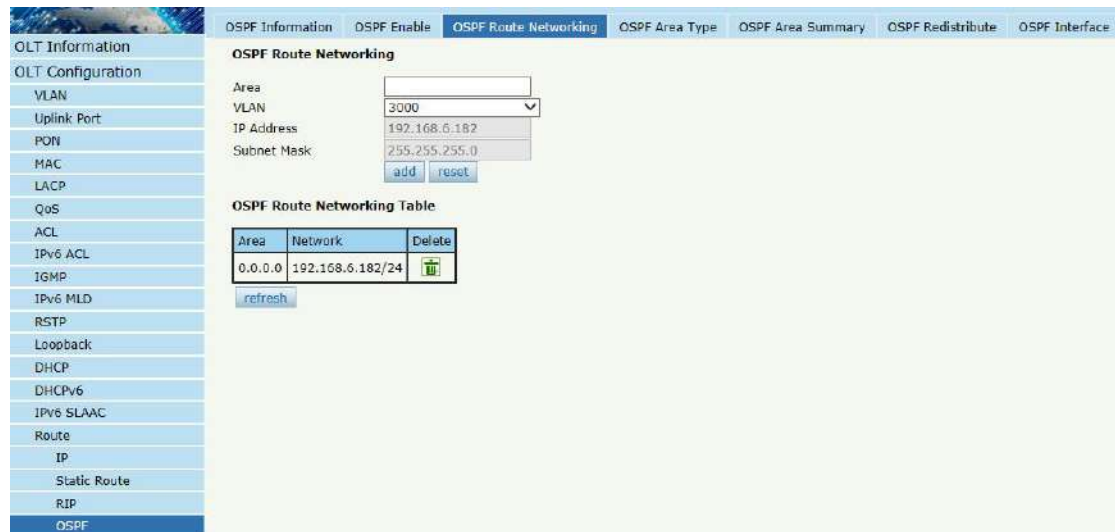 OSPF Information OSPF Enable OSPF Route Networking OSPF Area Type OSPF Area Summary OSPF Redistribute OSPF Interface
OLT Information
OLT Configuration
VLAN
Uplink Port
PON
MAC
LACP
QoS
ACL
IPv6 ACL
IGMP
IPv6 MLD
RSTP
Loopback
DHCP
DHCPv6
IPv6 SLAAC
Route
IP
Static Route
RIP
OSPF
OSPF Route Networking
Area
VLAN 3000
IP Address 192.168.6.182
Subnet Mask 255.255.255.0
add reset
OSPF Route Networking Table
Area Network Delete
0.0.0.0 192.168.6.182/24
refresh